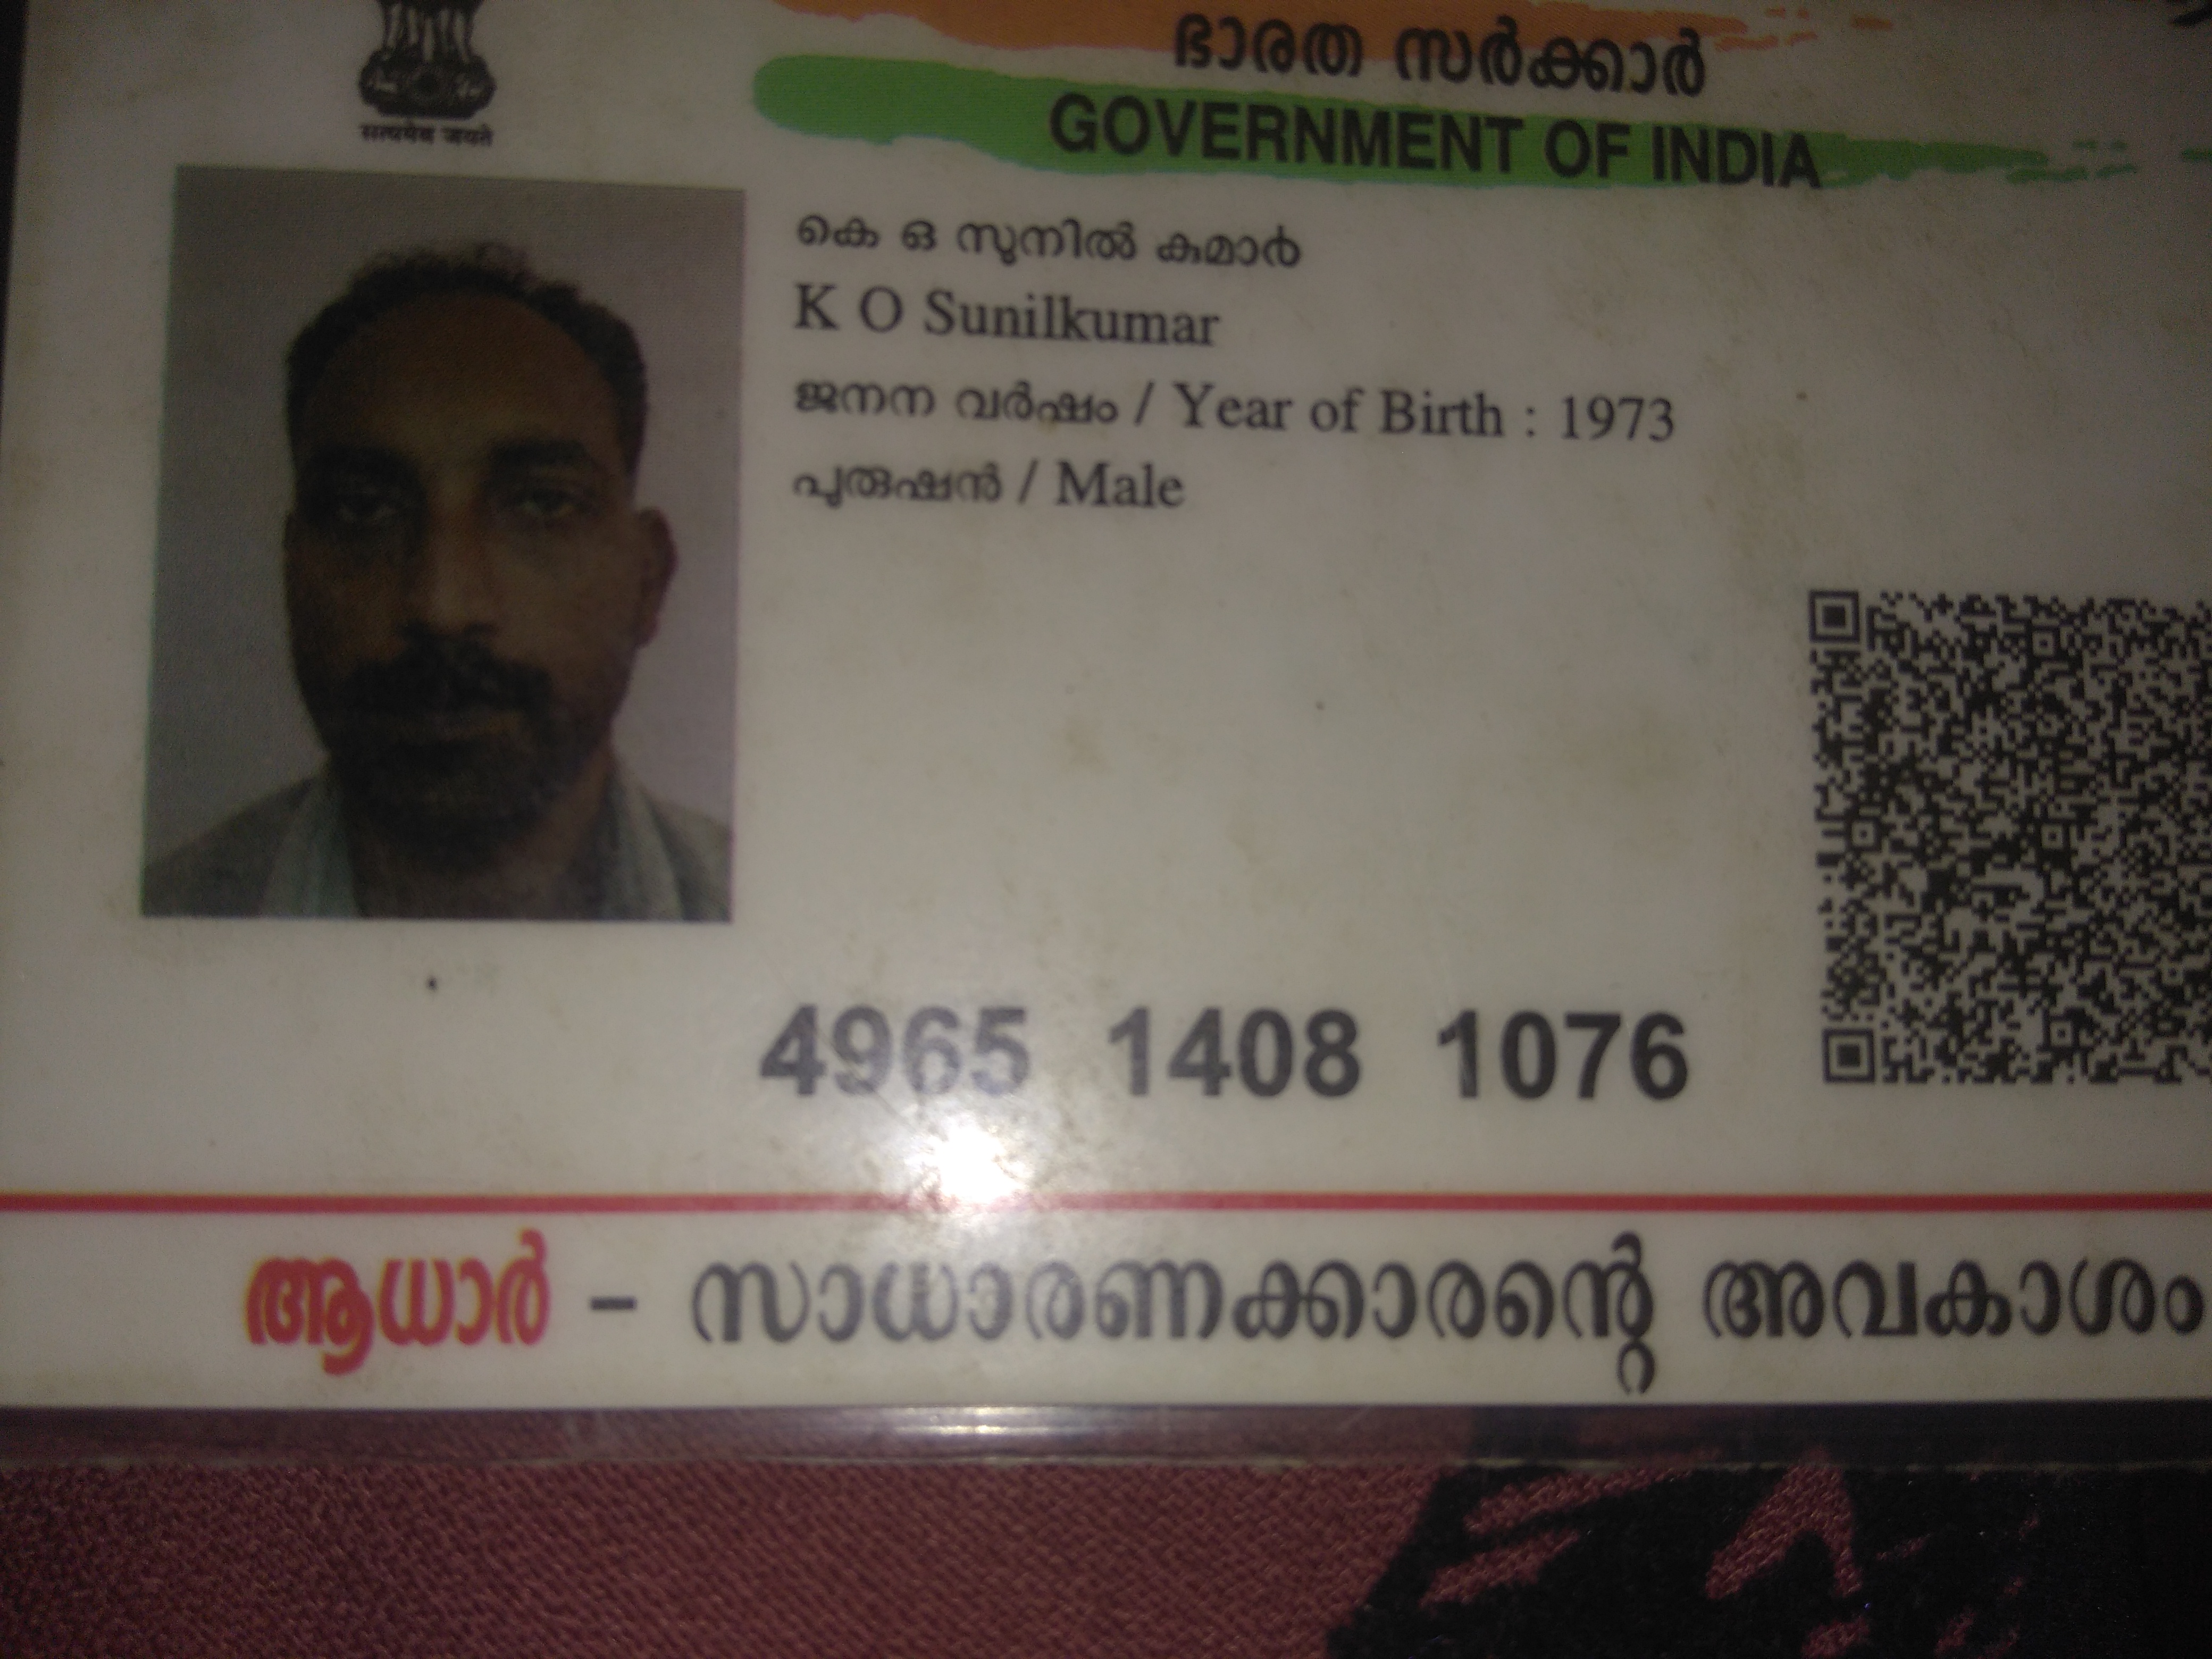 ഭാരത സർക്കാർ
GOVERNMENT OF INDIA
सत्यमेव जयते
കെ ഒ സുനിൽ കുമാർ
K O Sunilkumar
ജനന വർഷം / Year of Birth : 1973
പുരുഷൻ / Male
4965 1408 1076
ആധാർ – സാധാരണക്കാരന്റെ അവകാശം